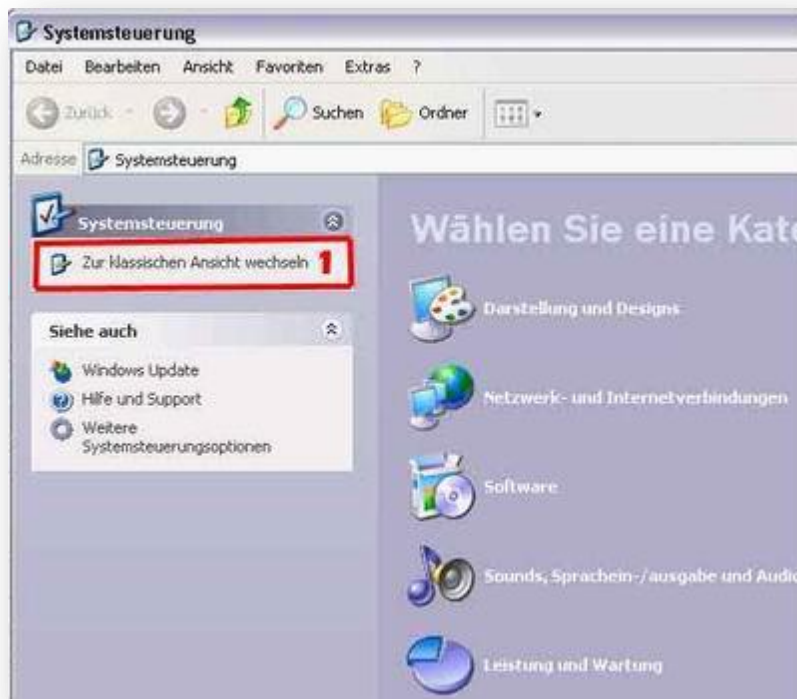 Systemsteuerung
Datei Bearbeiten Ansicht Favoriten Extras ?
Zurück Suchen Ordner
Adresse Systemsteuerung
Systemsteuerung
Zur klassischen Ansicht wechseln 1
Siehe auch
Windows Update
Hilfe und Support
Weitere
Systemsteuerungsoptionen
Wählen Sie eine Kate
Darstellung und Designs
Netzwerk- und Internetverbindungen
Software
Sounds, Sprachein-/ausgabe und Audio
Leistung und Wartung